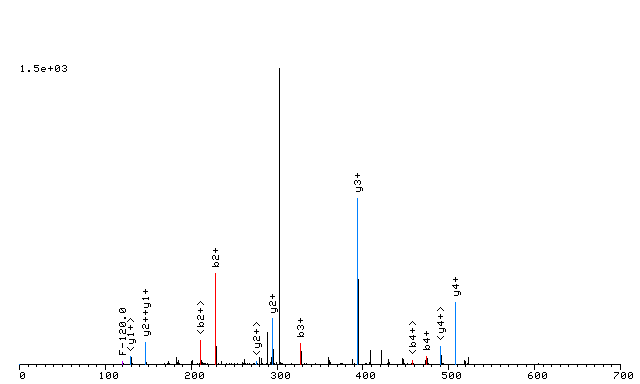 1.5e+03
F-120.0
y1+>
y2++y1+
b2+>
b2+
y2+>
y2+
b3+
y3+
b4+>
b4+
y4+>
y4+
0 100 200 300 400 500 600 700